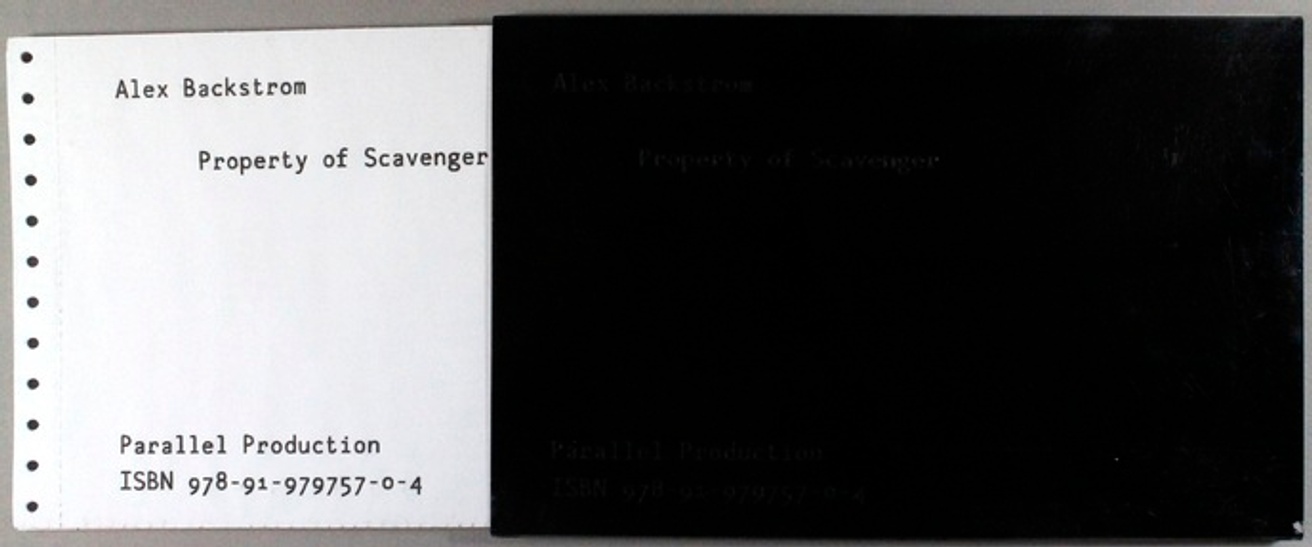 Alex Backstrom
Property of Scavenger
Parallel Production
ISBN 978-91-979757-0-4
Alex Backstrom
Property of Scavenger
Parallel Production
ISBN 978-91-979757-0-4